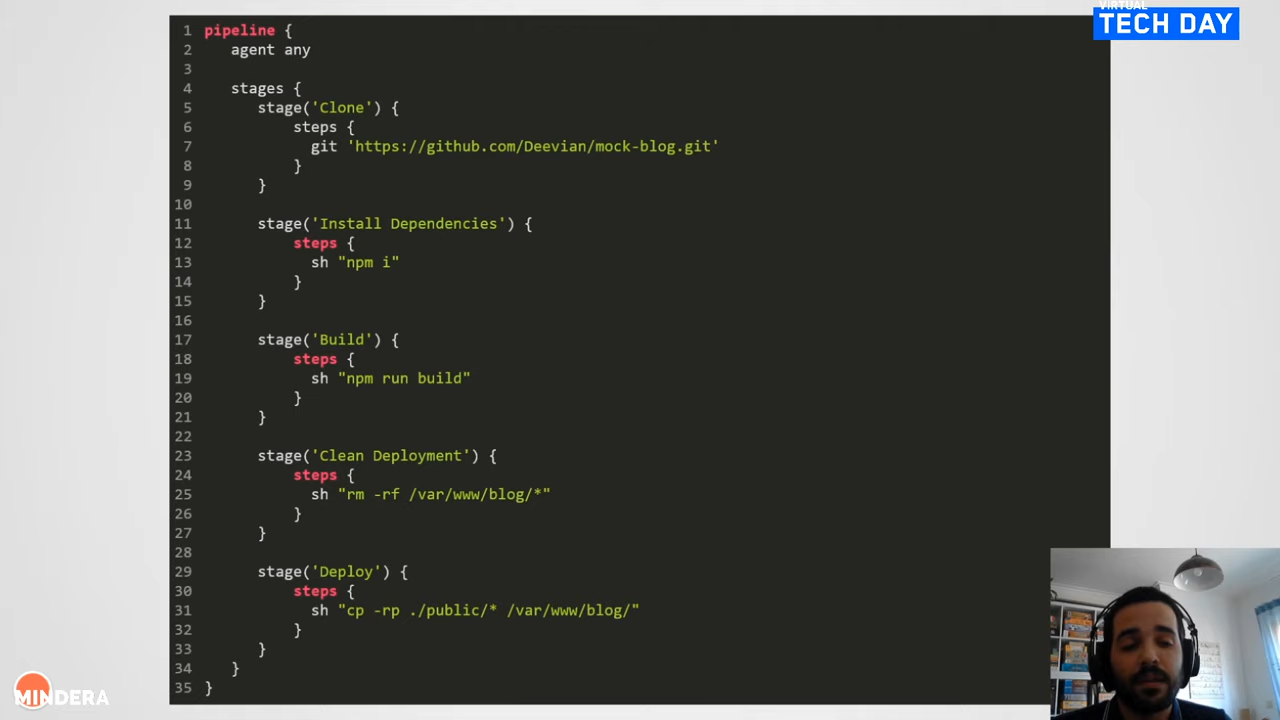 VIRTUAL
TECH DAY
1 pipeline {
2 agent any
3
4 stages {
5 stage('Clone') {
6 steps {
7 git 'https://github.com/Deevian/mock-blog.git'
8 }
9 }
10
11 stage('Install Dependencies') {
12 steps {
13 sh "npm i"
14 }
15 }
16
17 stage('Build') {
18 steps {
19 sh "npm run build"
20 }
21 }
22
23 stage('Clean Deployment') {
24 steps {
25 sh "rm -rf /var/www/blog/*"
26 }
27 }
28
29 stage('Deploy') {
30 steps {
31 sh "cp -rp ./public/* /var/www/blog/"
32 }
33 }
34 }
35 }
MINDERA